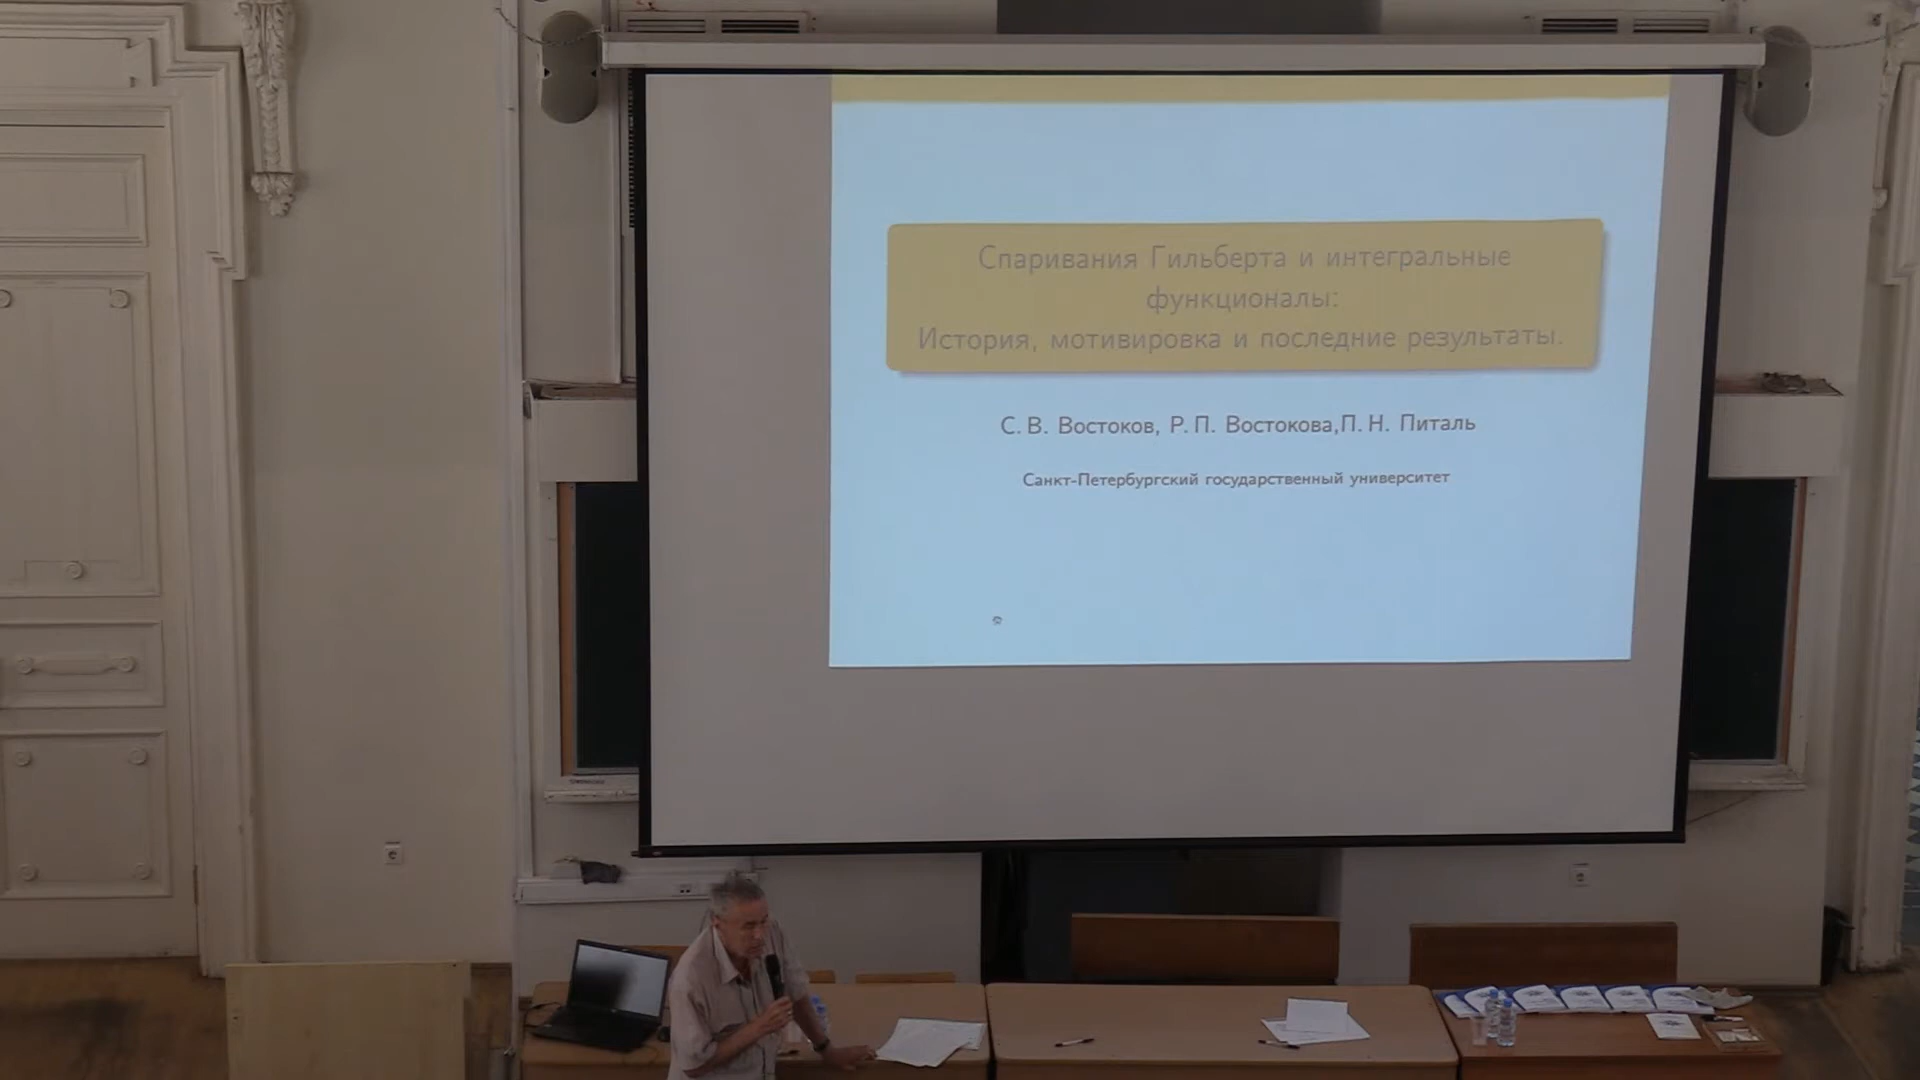 Спаривания Гильберта и интегральные
функционалы:
История, мотивировка и последние результаты.
С. В. Востоков, Р. П. Востокова,П. Н. Питаль
Санкт-Петербургский государственный университет